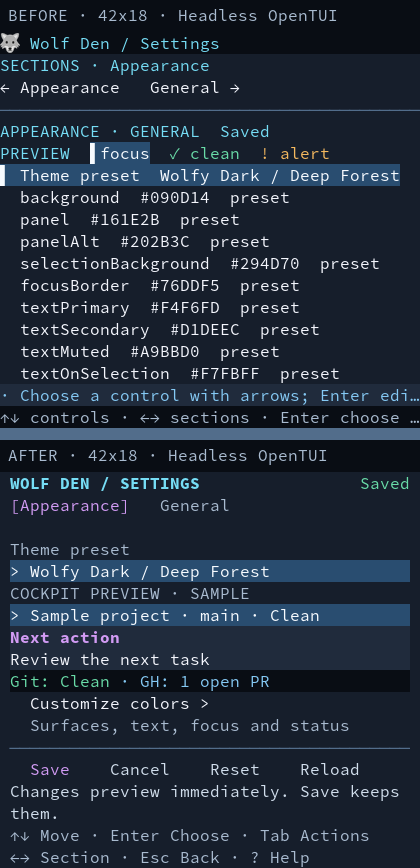 BEFORE · 42x18 · Headless OpenTUI
Wolf Den / Settings
SECTIONS · Appearance
← Appearance   General →
APPEARANCE · GENERAL  Saved
PREVIEW  focus  ✓ clean  ! alert
Theme preset  Wolfy Dark / Deep Forest
background  #090D14  preset
panel  #161E2B  preset
panelAlt  #202B3C  preset
selectionBackground  #294D70  preset
focusBorder  #76DDF5  preset
textPrimary  #F4F6FD  preset
textSecondary  #D1DEEC  preset
textMuted  #A9BBD0  preset
textOnSelection  #F7FBFF  preset
· Choose a control with arrows; Enter edi…
↑↓ controls · ↔ sections · Enter choose …
AFTER · 42x18 · Headless OpenTUI
WOLF DEN / SETTINGS                Saved
[Appearance]   General
Theme preset
> Wolfy Dark / Deep Forest
COCKPIT PREVIEW · SAMPLE
> Sample project · main · Clean
Next action
Review the next task
Git: Clean · GH: 1 open PR
Customize colors >
Surfaces, text, focus and status
Save    Cancel    Reset    Reload
Changes preview immediately. Save keeps
them.
↑↓ Move · Enter Choose · Tab Actions
↔ Section · Esc Back · ? Help